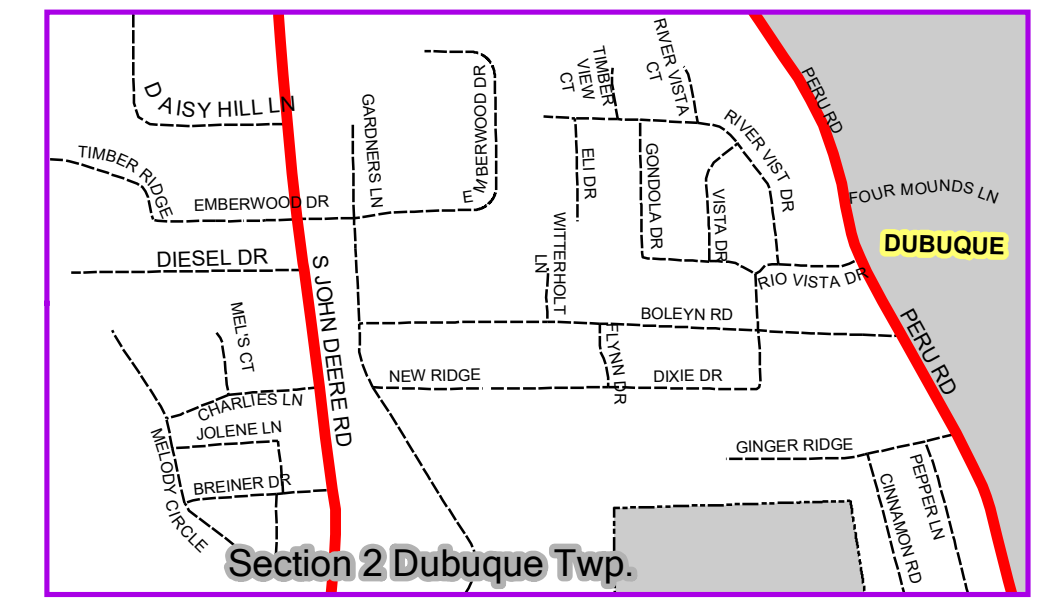 DAISY HILL LN
TIMBER RIDGE
EMBERWOOD DR
DIESEL DR
S JOHN DEERE RD
GARDNERS LN
EMBERWOOD DR
TIMBER
VIEW
CT
RIVER VISTA
CT
ELI DR
GONDOLA DR
VISTA DR
RIVER VIST DR
PERU RD
FOUR MOUNDS LN
DUBUQUE
WITTERHOLT
LN
RIO VISTA DR
BOLEYN RD
PERU RD
MEL'S CT
CHARLIES LN
JOLENE LN
MELODY CIRCLE
BREINER DR
NEW RIDGE
FLYNN DR
DIXIE DR
GINGER RIDGE
CINNAMON RD
PEPPER LN
Section 2 Dubuque Twp.